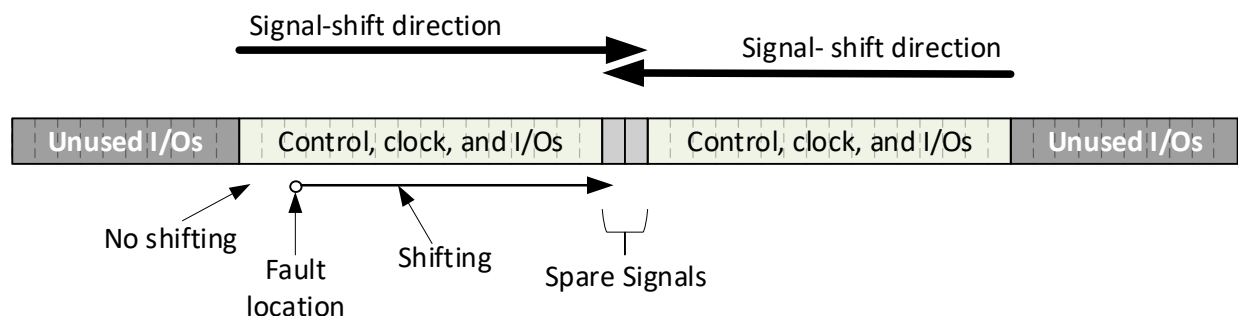 Signal-shift direction
Signal- shift direction
Unused I/Os
Control, clock, and I/Os
Control, clock, and I/Os
Unused I/Os
No shifting
Fault
location
Shifting
Spare Signals